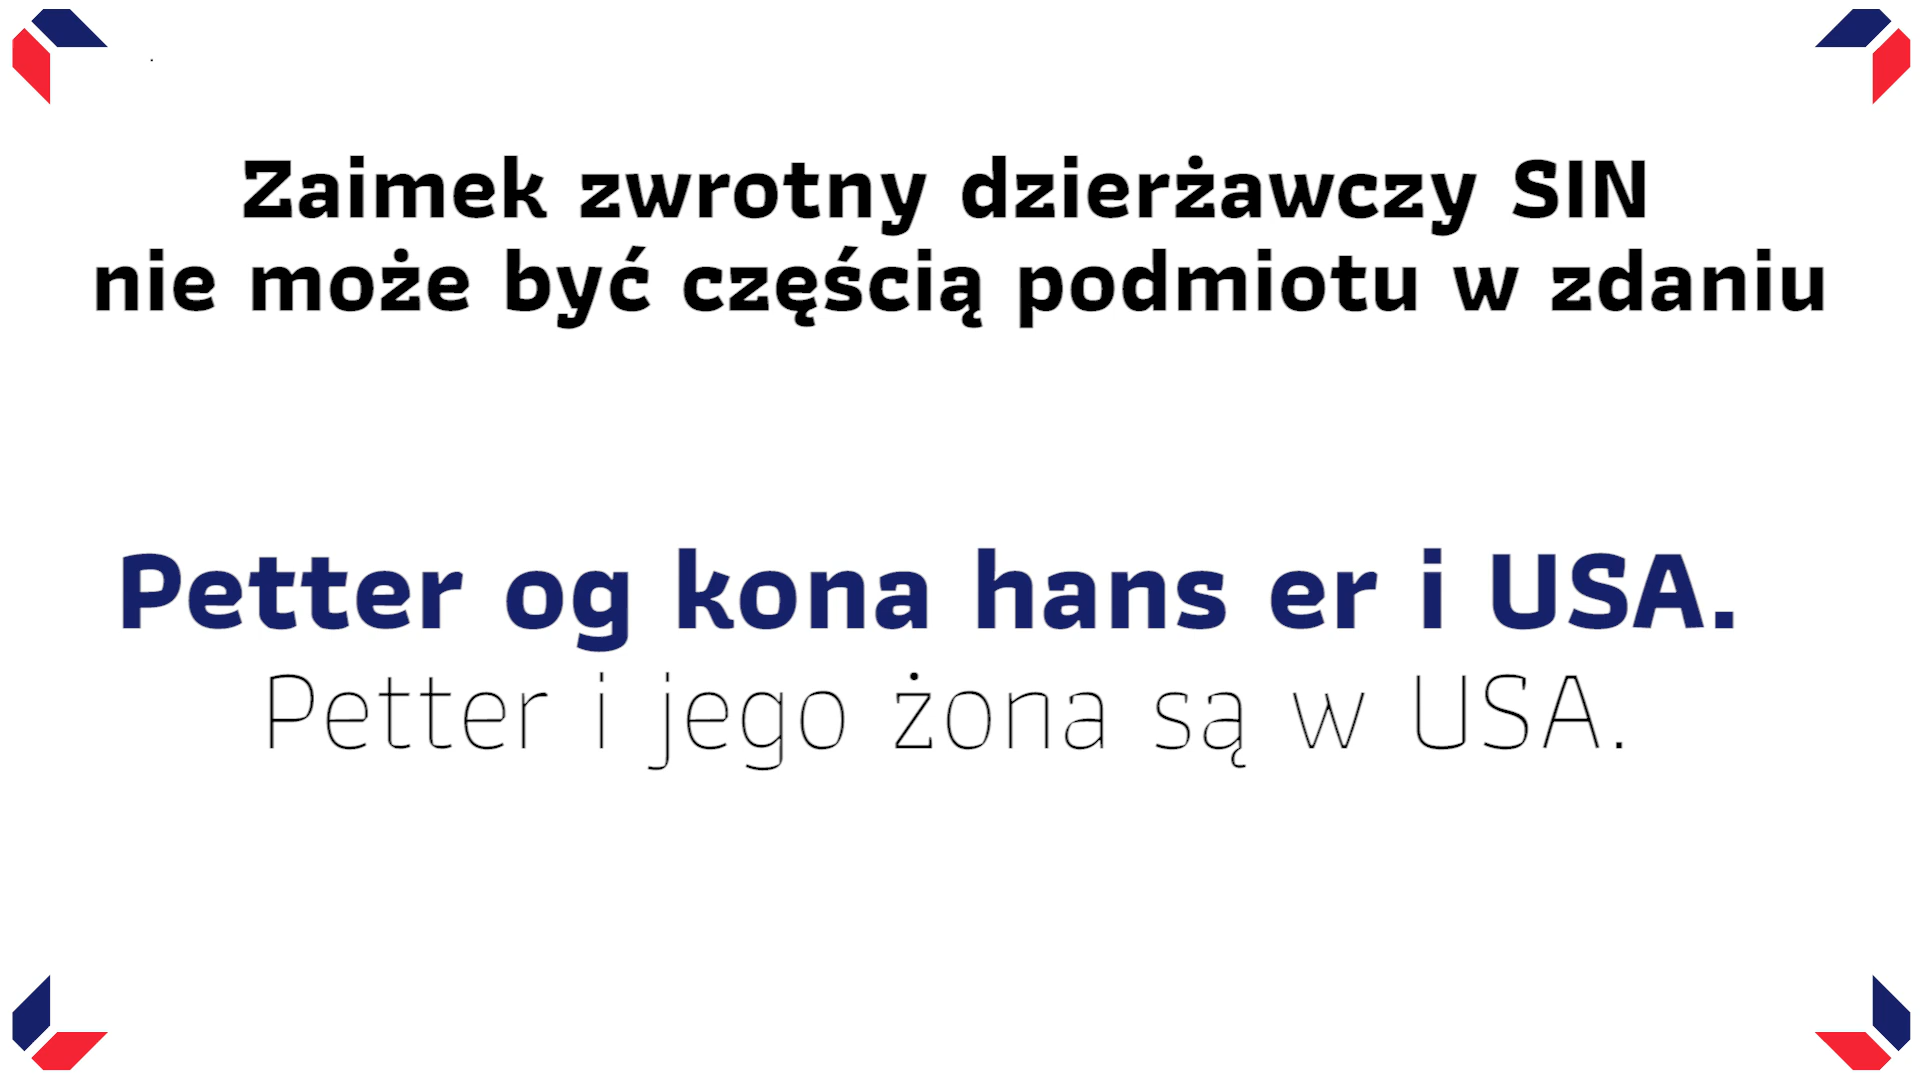 Zaimek zwrotny dzierżawczy SIN
nie może być częścią podmiotu w zdaniu
Petter og kona hans er i USA.
Petter i jego żona są w USA.